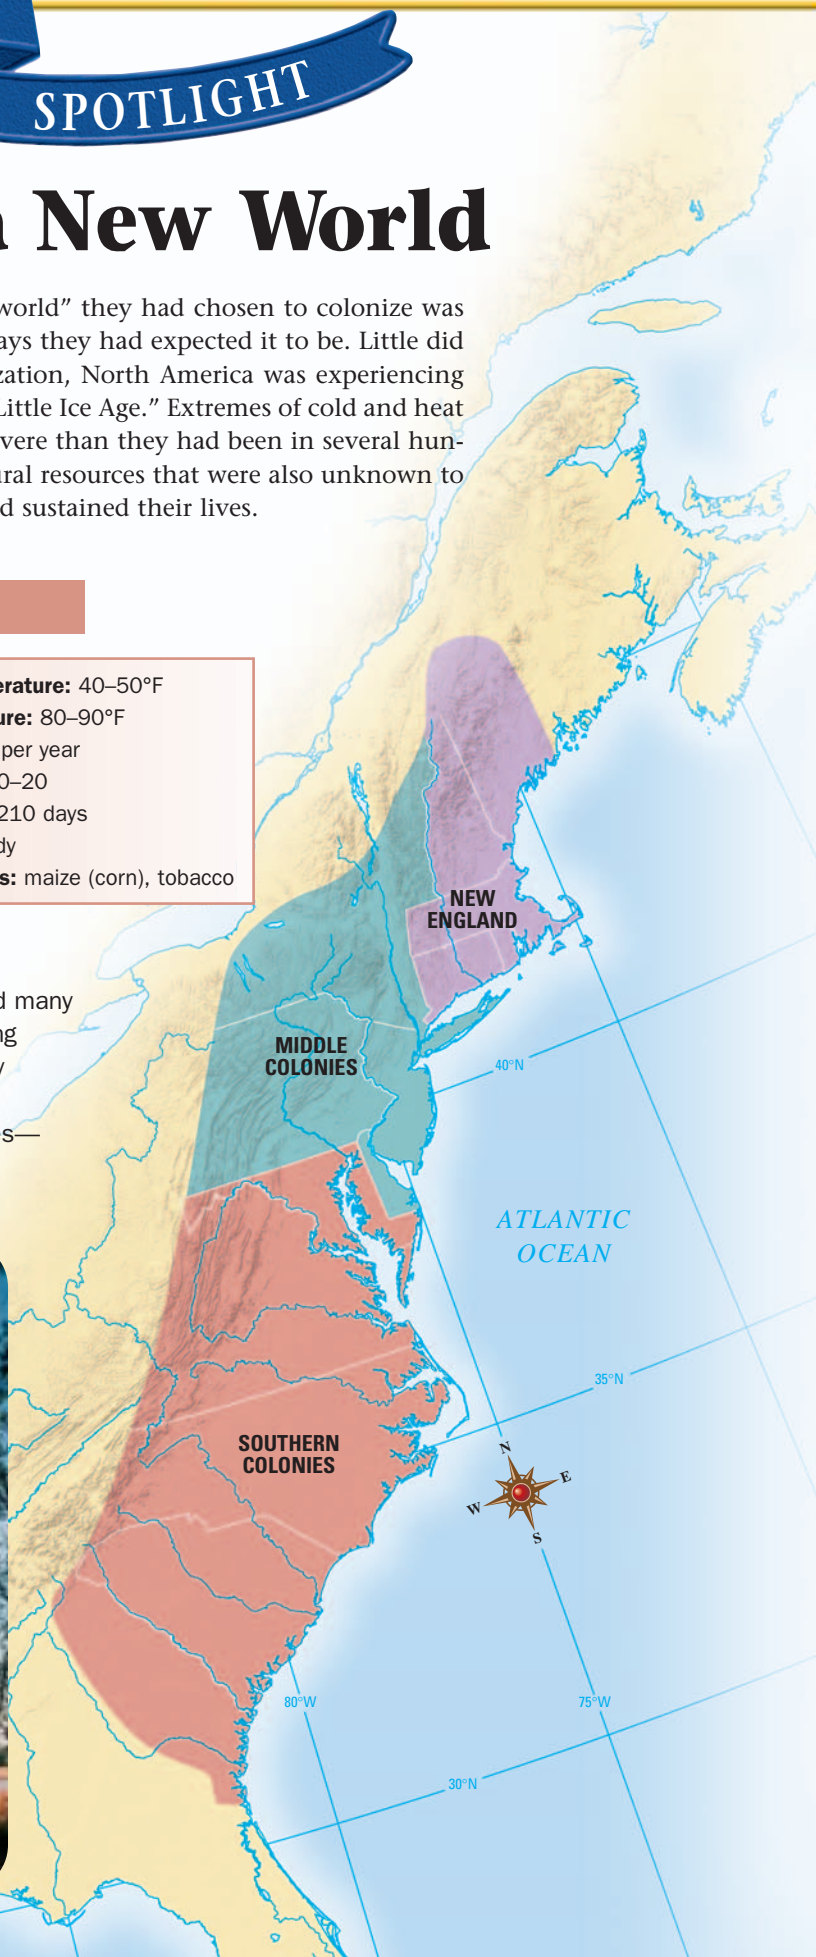 SPOTLIGHT
New World
world” they had chosen to colonize was
ays they had expected it to be. Little did
zation, North America was experiencing
Little Ice Age.” Extremes of cold and heat
vere than they had been in several hun-
ural resources that were also unknown to
d sustained their lives.
erature: 40–50°F
ure: 80–90°F
per year
0–20
210 days
dy
s: maize (corn), tobacco
d many
ng
y
es—
NEW
ENGLAND
MIDDLE
COLONIES
40°N
ATLANTIC
OCEAN
35°N
SOUTHERN
COLONIES
N
E
W
S
80°W
75°W
30°N